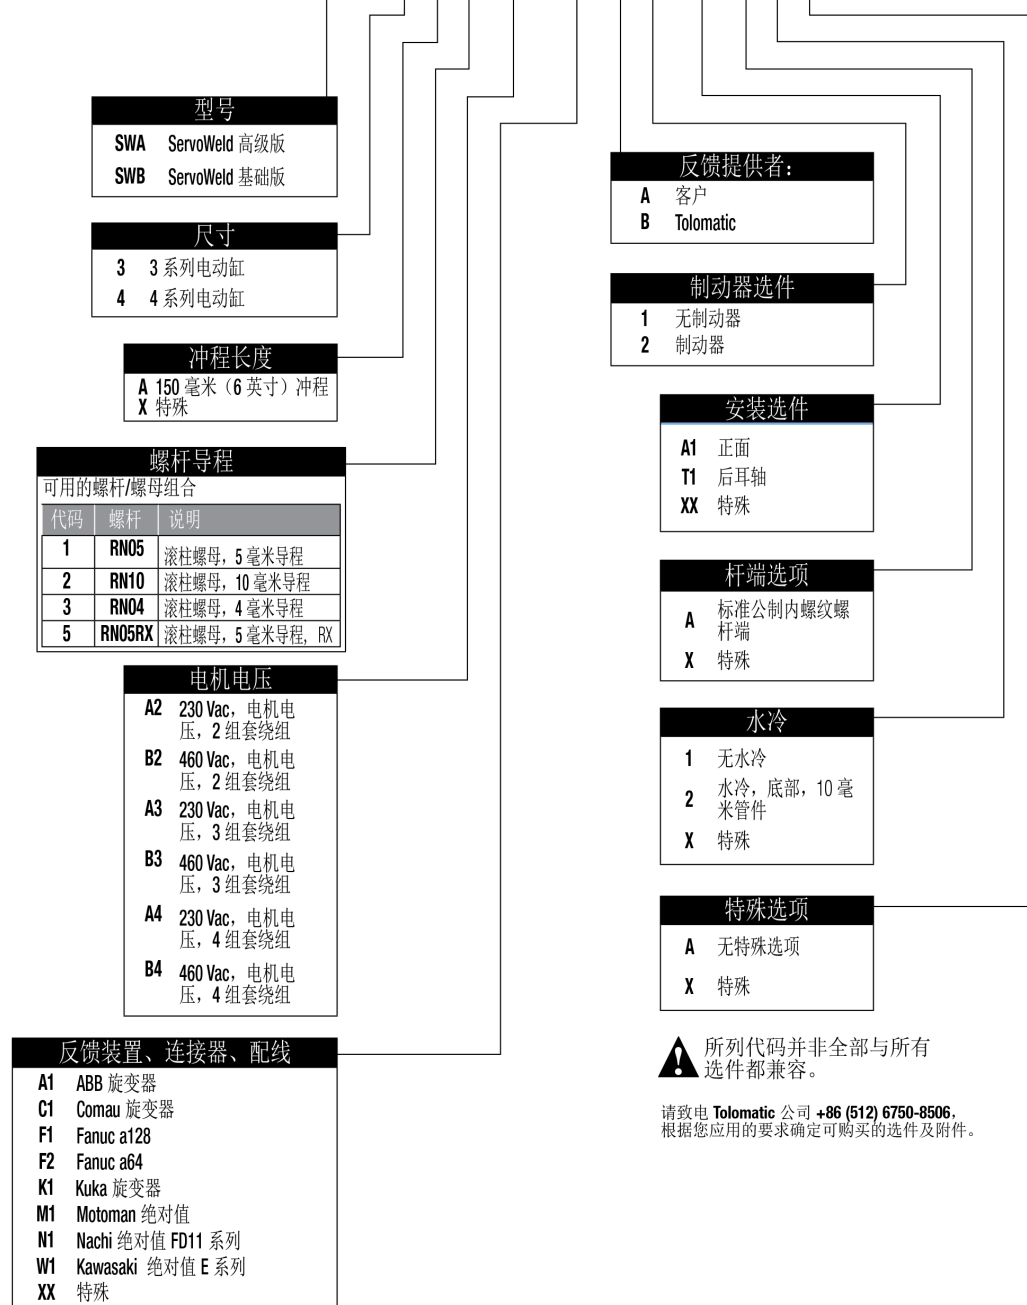 型号
SWA ServoWeld 高级版
SWB ServoWeld 基础版
尺寸
3 3 系列电动缸
4 4 系列电动缸
冲程长度
A 150 毫米（6 英寸）冲程
X 特殊
螺杆导程
可用的螺杆/螺母组合
代码 螺杆 说明
1 RN05 滚柱螺母，5 毫米导程
2 RN10 滚柱螺母，10 毫米导程
3 RN04 滚柱螺母，4 毫米导程
5 RN05RX 滚柱螺母，5 毫米导程, RX
电机电压
A2 230 Vac，电机电
压，2 组套绕组
B2 460 Vac，电机电
压，2 组套绕组
A3 230 Vac，电机电
压，3 组套绕组
B3 460 Vac，电机电
压，3 组套绕组
A4 230 Vac，电机电
压，4 组套绕组
B4 460 Vac，电机电
压，4 组套绕组
反馈装置、连接器、配线
A1 ABB 旋变器
C1 Comau 旋变器
F1 Fanuc a128
F2 Fanuc a64
K1 Kuka 旋变器
M1 Motoman 绝对值
N1 Nachi 绝对值 FD11 系列
W1 Kawasaki 绝对值 E 系列
XX 特殊
反馈提供者：
A 客户
B Tolomatic
制动器选件
1 无制动器
2 制动器
安装选件
A1 正面
T1 后耳轴
XX 特殊
杆端选项
A 标准公制内螺纹螺
杆端
X 特殊
水冷
1 无水冷
2 水冷，底部，10 毫
米管件
X 特殊
特殊选项
A 无特殊选项
X 特殊
所列代码并非全部与所有
选件都兼容。
请致电 Tolomatic 公司 +86 (512) 6750-8506，
根据您应用的要求确定可购买的选件及附件。